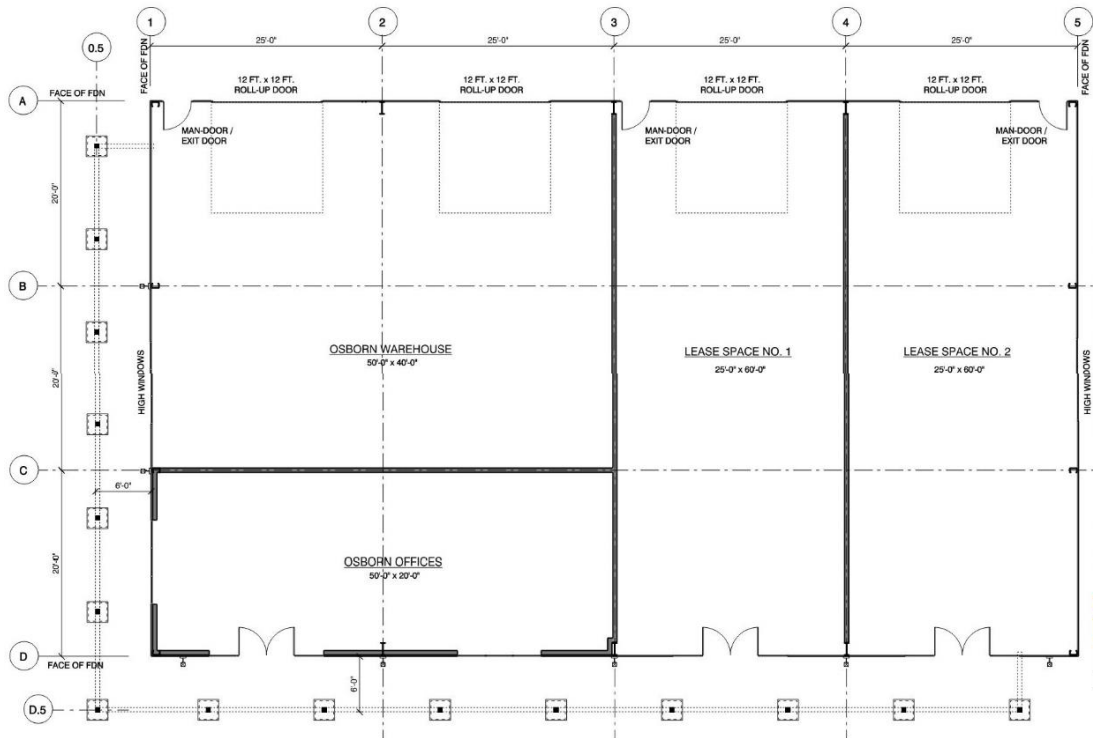 1
2
3
4
5
0.5
25'-0"
25'-0"
25'-0"
25'-0"
FACE OF FDN
FACE OF FDN
12 FT. x 12 FT.
ROLL-UP DOOR
12 FT. x 12 FT.
ROLL-UP DOOR
12 FT. x 12 FT.
ROLL-UP DOOR
12 FT. x 12 FT.
ROLL-UP DOOR
A
FACE OF FDN
MAN-DOOR /
EXIT DOOR
MAN-DOOR /
EXIT DOOR
MAN-DOOR /
EXIT DOOR
20'-0"
B
OSBORN WAREHOUSE
50'-0" x 40'-0"
LEASE SPACE NO. 1
25'-0" x 60'-0"
LEASE SPACE NO. 2
25'-0" x 60'-0"
20'-0"
HIGH WINDOWS
HIGH WINDOWS
C
6'-0"
20'-0"
OSBORN OFFICES
50'-0" x 20'-0"
D
FACE OF FDN
6'-0"
D.5